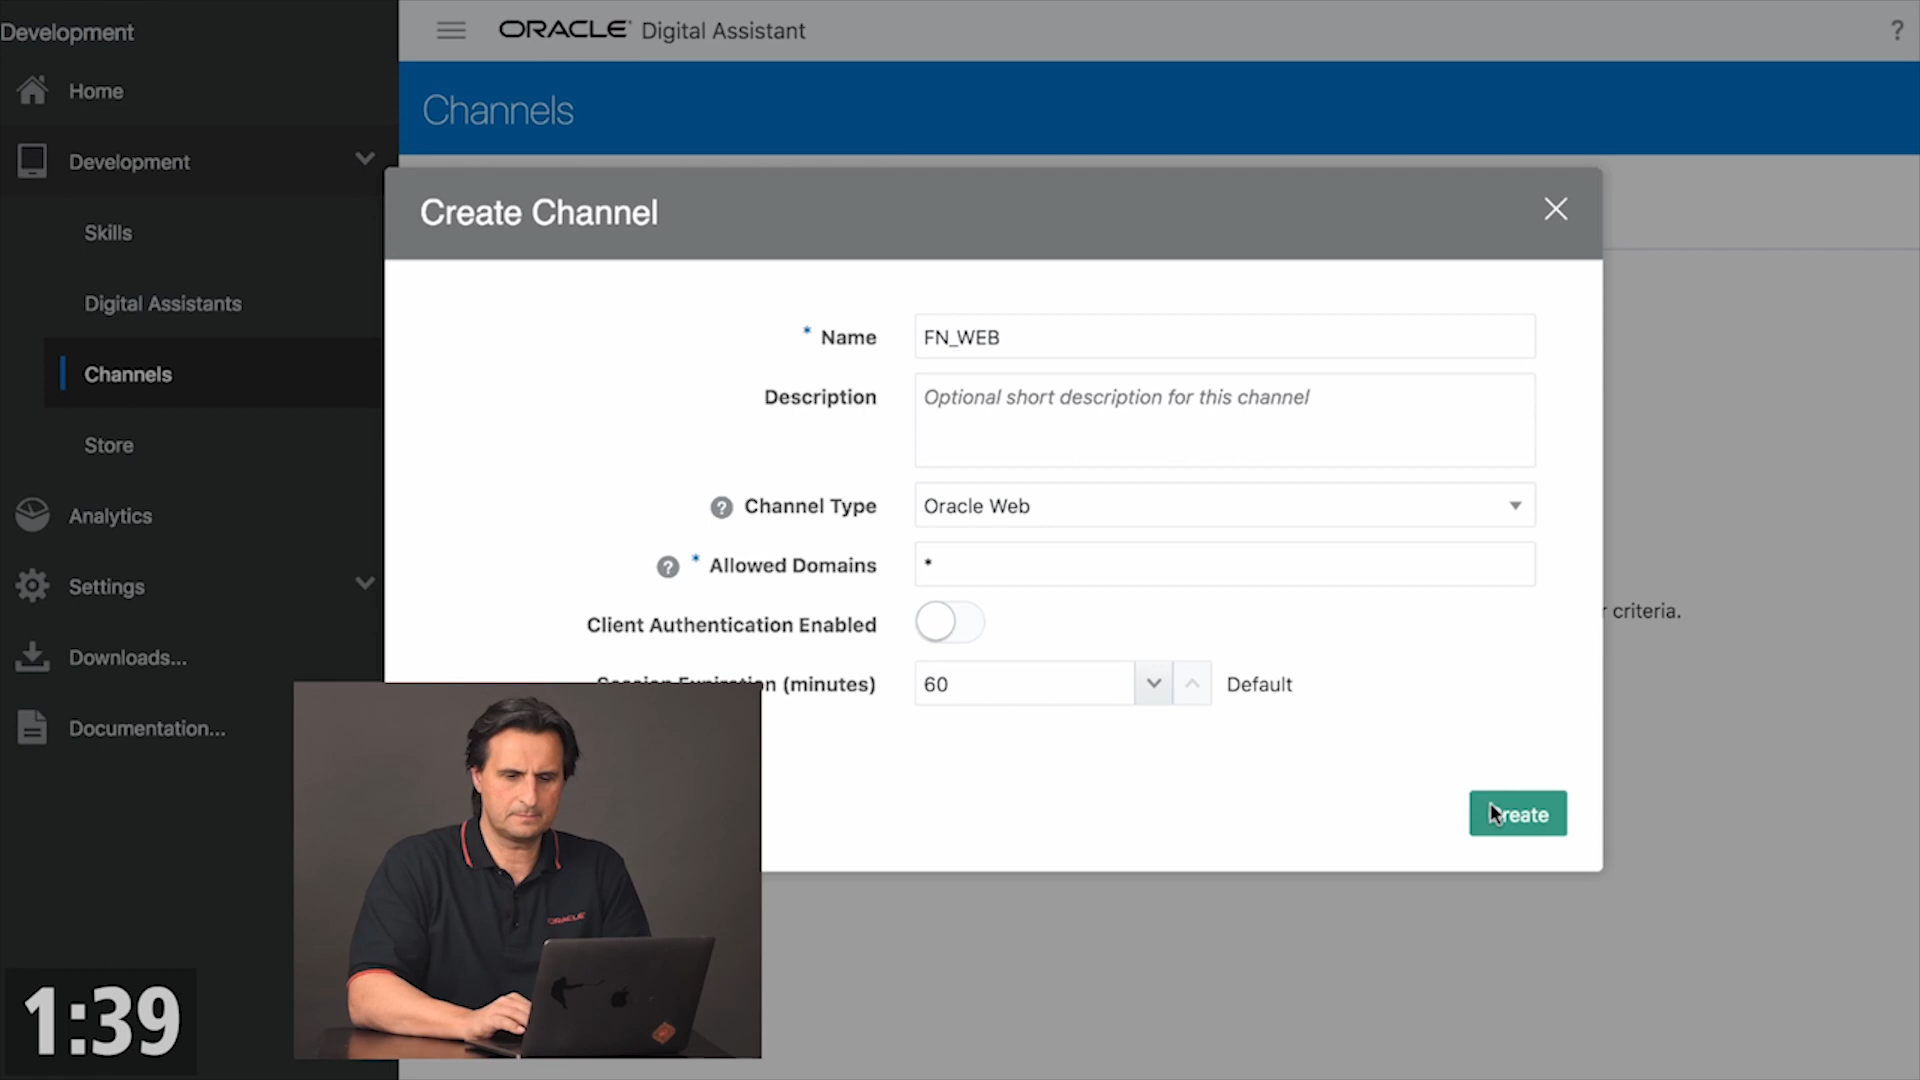 Development
Home
Development
Skills
Digital Assistants
Channels
Store
Analytics
Settings
Downloads...
Documentation...
ORACLE Digital Assistant
?
Channels
Create Channel
* Name
FN_WEB
Description
Optional short description for this channel
? Channel Type
Oracle Web
? * Allowed Domains
*
Client Authentication Enabled
(minutes)
60
Default
criteria.
Create
ORACLE
1:39